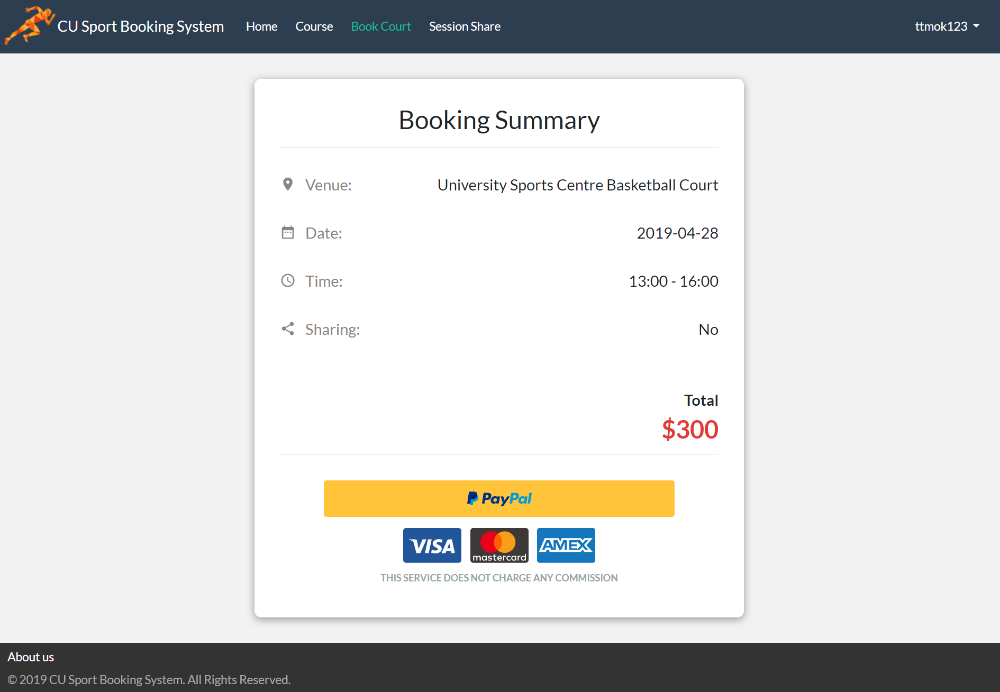 CU Sport Booking System Home Course Book Court Session Share ttmok123
Booking Summary
Venue: University Sports Centre Basketball Court
Date: 2019-04-28
Time: 13:00 - 16:00
Sharing: No
Total
$300
PayPal
VISA mastercard AMEX
THIS SERVICE DOES NOT CHARGE ANY COMMISSION
About us
© 2019 CU Sport Booking System. All Rights Reserved.